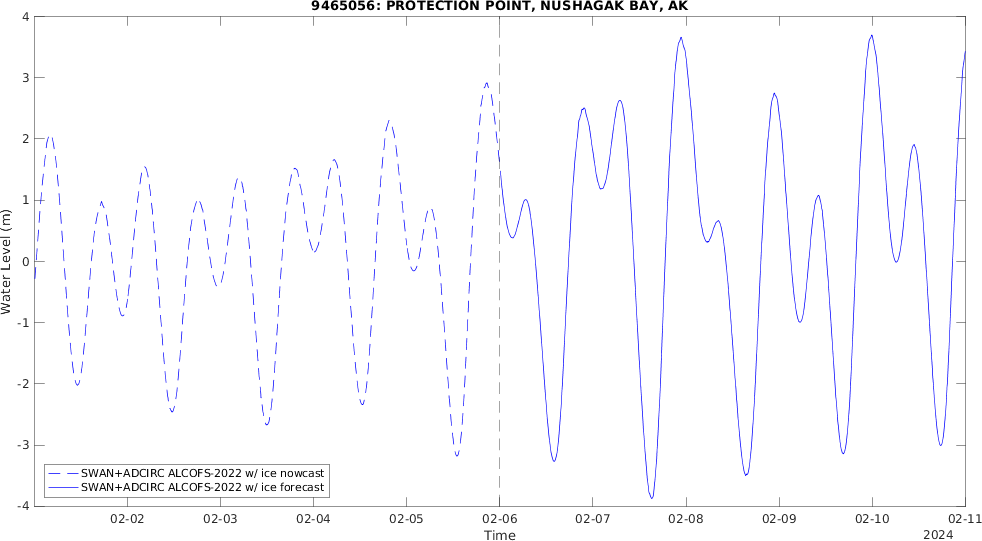 9465056: PROTECTION POINT, NUSHAGAK BAY, AK
4
3
2
1
0
-1
-2
-3
-4
Water Level (m)
SWAN+ADCIRC ALCOFS-2022 w/ ice nowcast
SWAN+ADCIRC ALCOFS-2022 w/ ice forecast
02-02 02-03 02-04 02-05 02-06 02-07 02-08 02-09 02-10 02-11
Time
2024